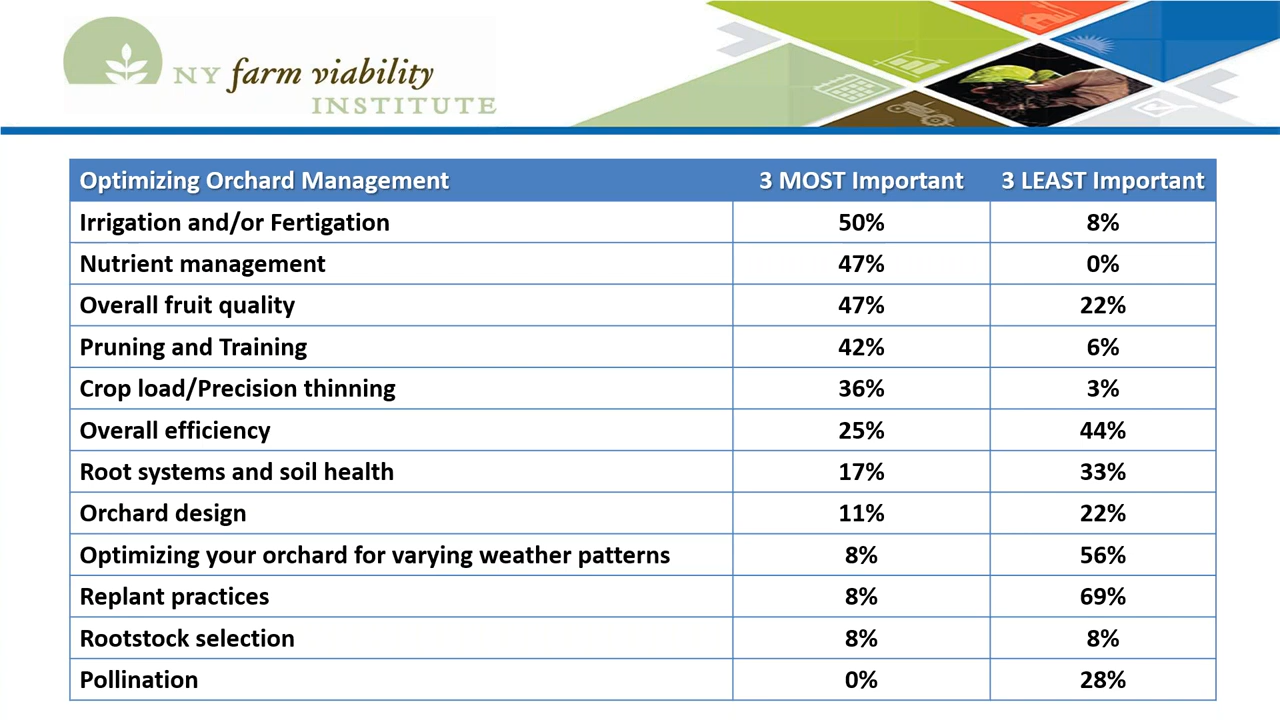 NY farm viability
INSTITUTE
Optimizing Orchard Management 3 MOST Important 3 LEAST Important
Irrigation and/or Fertigation 50% 8%
Nutrient management 47% 0%
Overall fruit quality 47% 22%
Pruning and Training 42% 6%
Crop load/Precision thinning 36% 3%
Overall efficiency 25% 44%
Root systems and soil health 17% 33%
Orchard design 11% 22%
Optimizing your orchard for varying weather patterns 8% 56%
Replant practices 8% 69%
Rootstock selection 8% 8%
Pollination 0% 28%